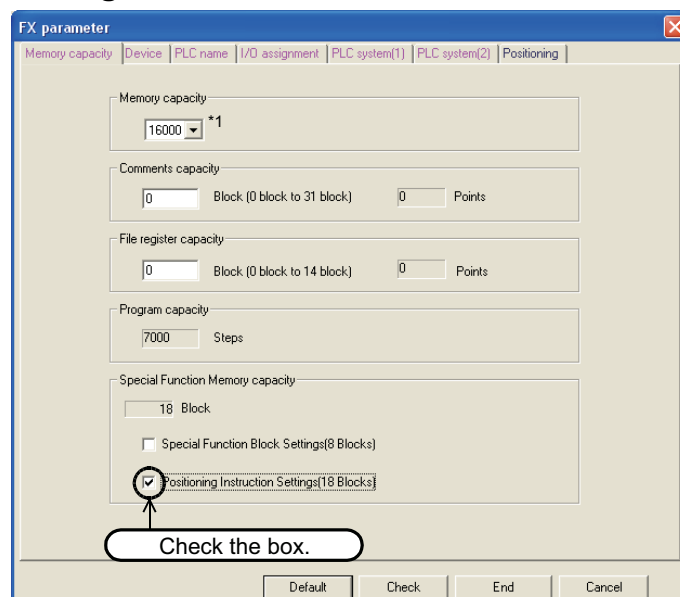 FX parameter
Memory capacity Device PLC name I/O assignment PLC system(1) PLC system(2) Positioning
Memory capacity
16000 *1
Comments capacity
0 Block (0 block to 31 block) 0 Points
File register capacity
0 Block (0 block to 14 block) 0 Points
Program capacity
7000 Steps
Special Function Memory capacity
18 Block
Special Function Block Settings(8 Blocks)
Positioning Instruction Settings(18 Blocks)
Check the box.
Default Check End Cancel